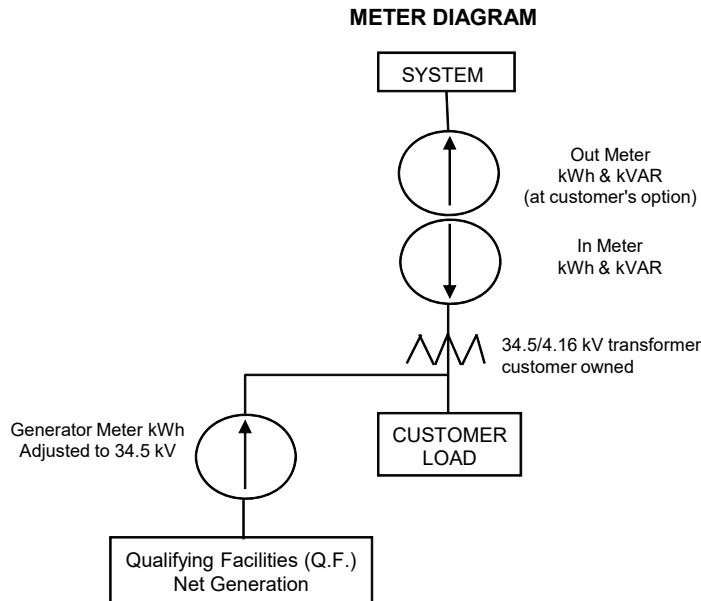 METER DIAGRAM
SYSTEM
Out Meter
kWh & kVAR
(at customer's option)
In Meter
kWh & kVAR
34.5/4.16 kV transformer
customer owned
Generator Meter kWh
Adjusted to 34.5 kV
CUSTOMER
LOAD
Qualifying Facilities (Q.F.)
Net Generation